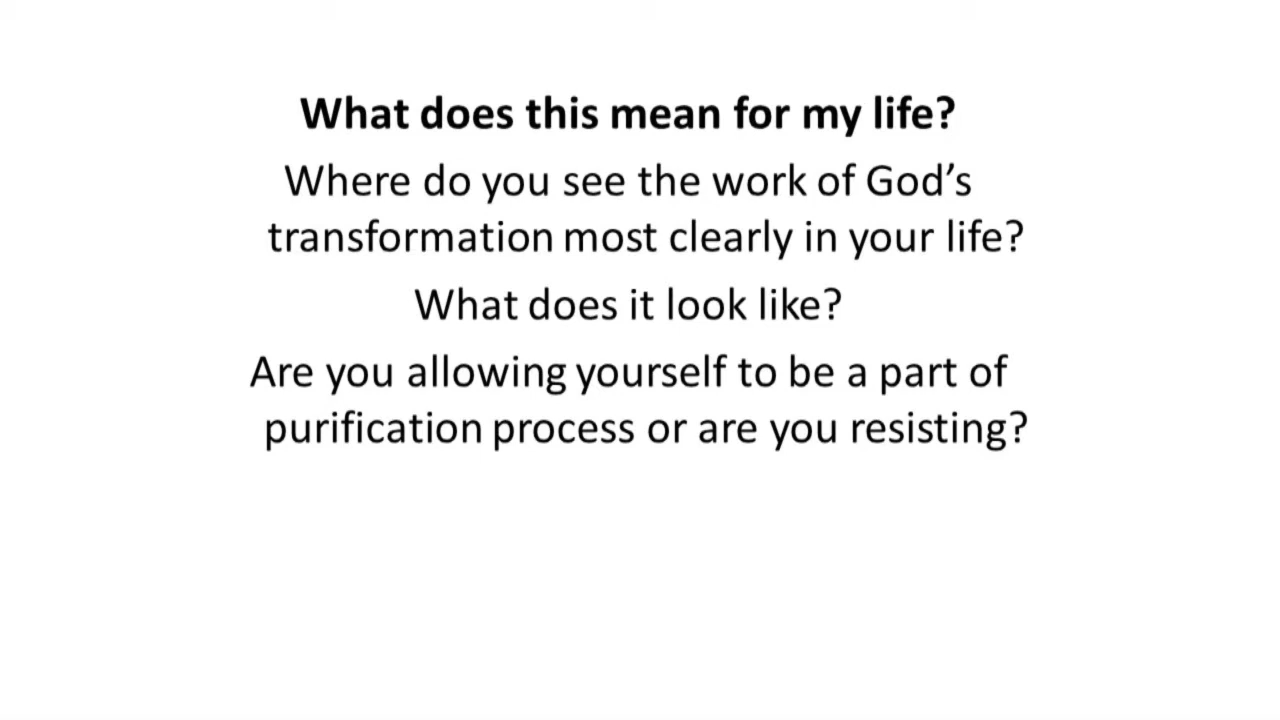 What does this mean for my life?
Where do you see the work of God’s
transformation most clearly in your life?
What does it look like?
Are you allowing yourself to be a part of
purification process or are you resisting?